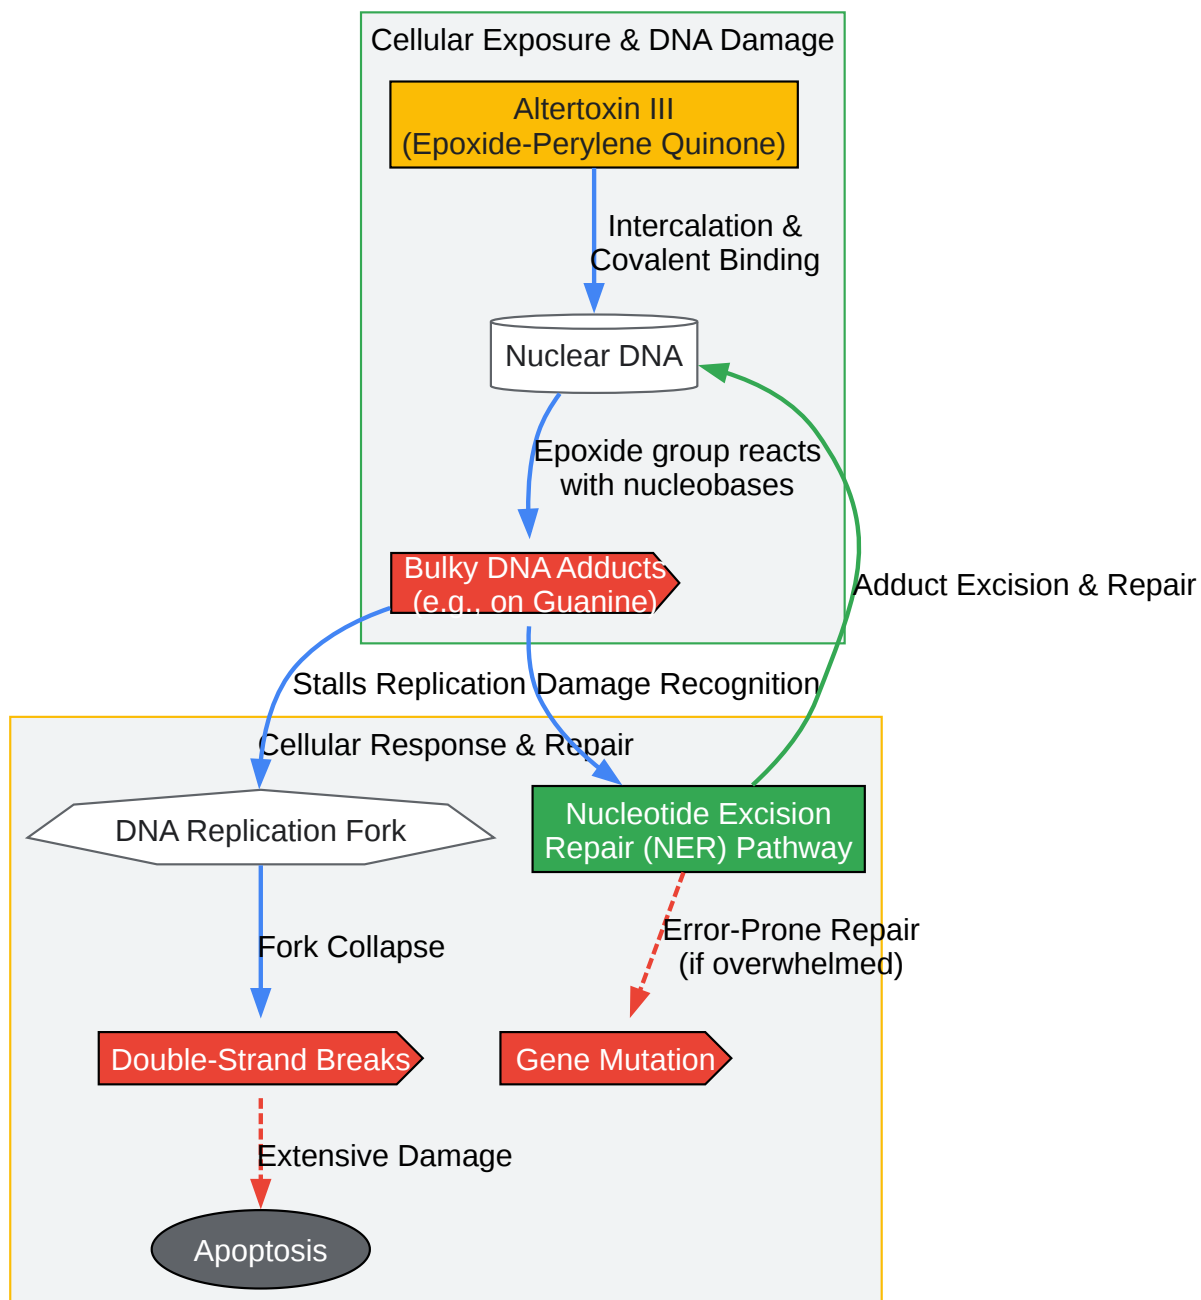 Cellular Exposure & DNA Damage
Altertoxin III
(Epoxide-Perylene Quinone)
Intercalation &
Covalent Binding
Nuclear DNA
Epoxide group reacts
with nucleobases
Bulky DNA Adducts
(e.g., on Guanine)
Adduct Excision & Repair
Stalls Replication
Damage Recognition
Cellular Response & Repair
DNA Replication Fork
Nucleotide Excision
Repair (NER) Pathway
Fork Collapse
Error-Prone Repair
(if overwhelmed)
Double-Strand Breaks
Gene Mutation
Extensive Damage
Apoptosis